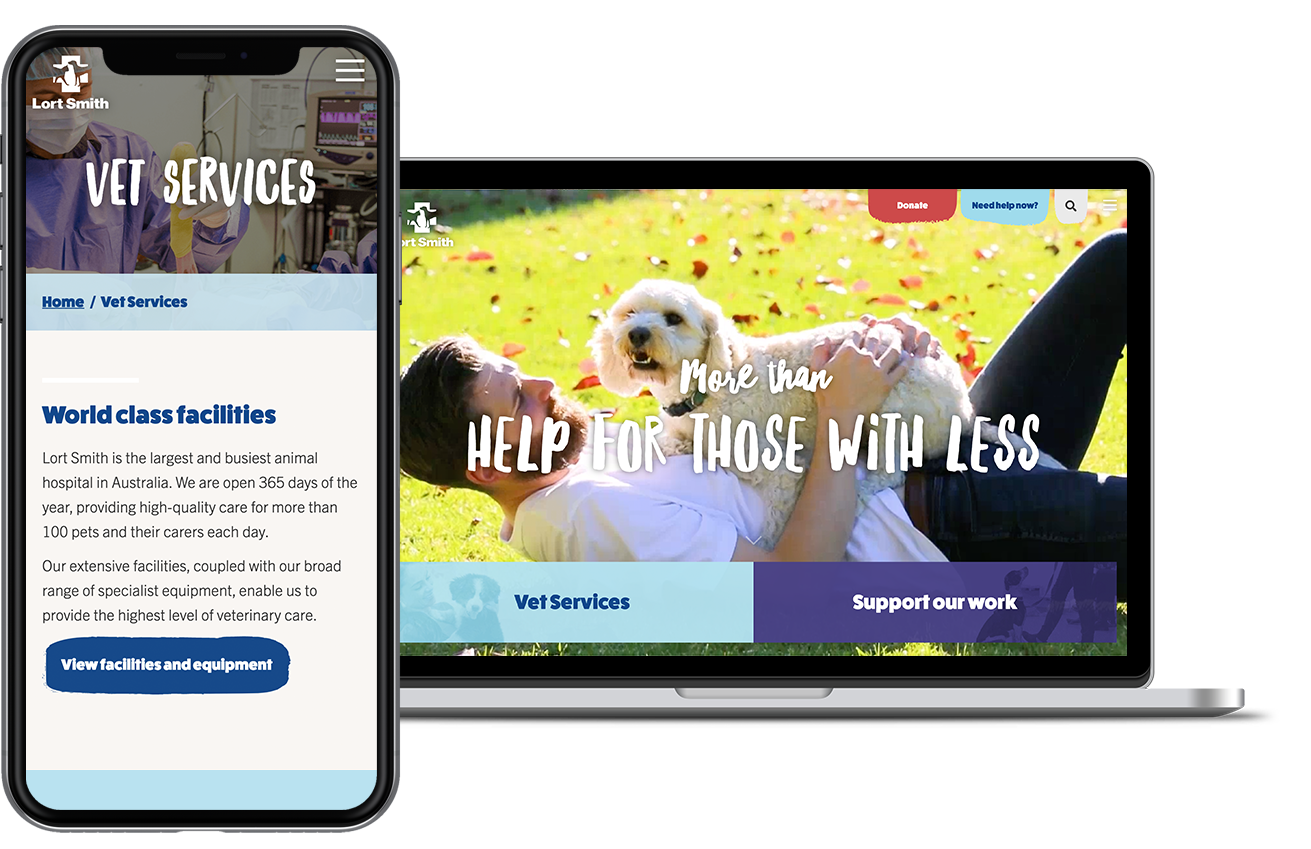 Lort Smith
VET SERVICES
Home / Vet Services
World class facilities
Lort Smith is the largest and busiest animal
hospital in Australia. We are open 365 days of the
year, providing high-quality care for more than
100 pets and their carers each day.
Our extensive facilities, coupled with our broad
range of specialist equipment, enable us to
provide the highest level of veterinary care.
View facilities and equipment
ort Smith
Donate
Need help now?
More than
HELP FOR THOSE WITH LESS
Vet Services
Support our work